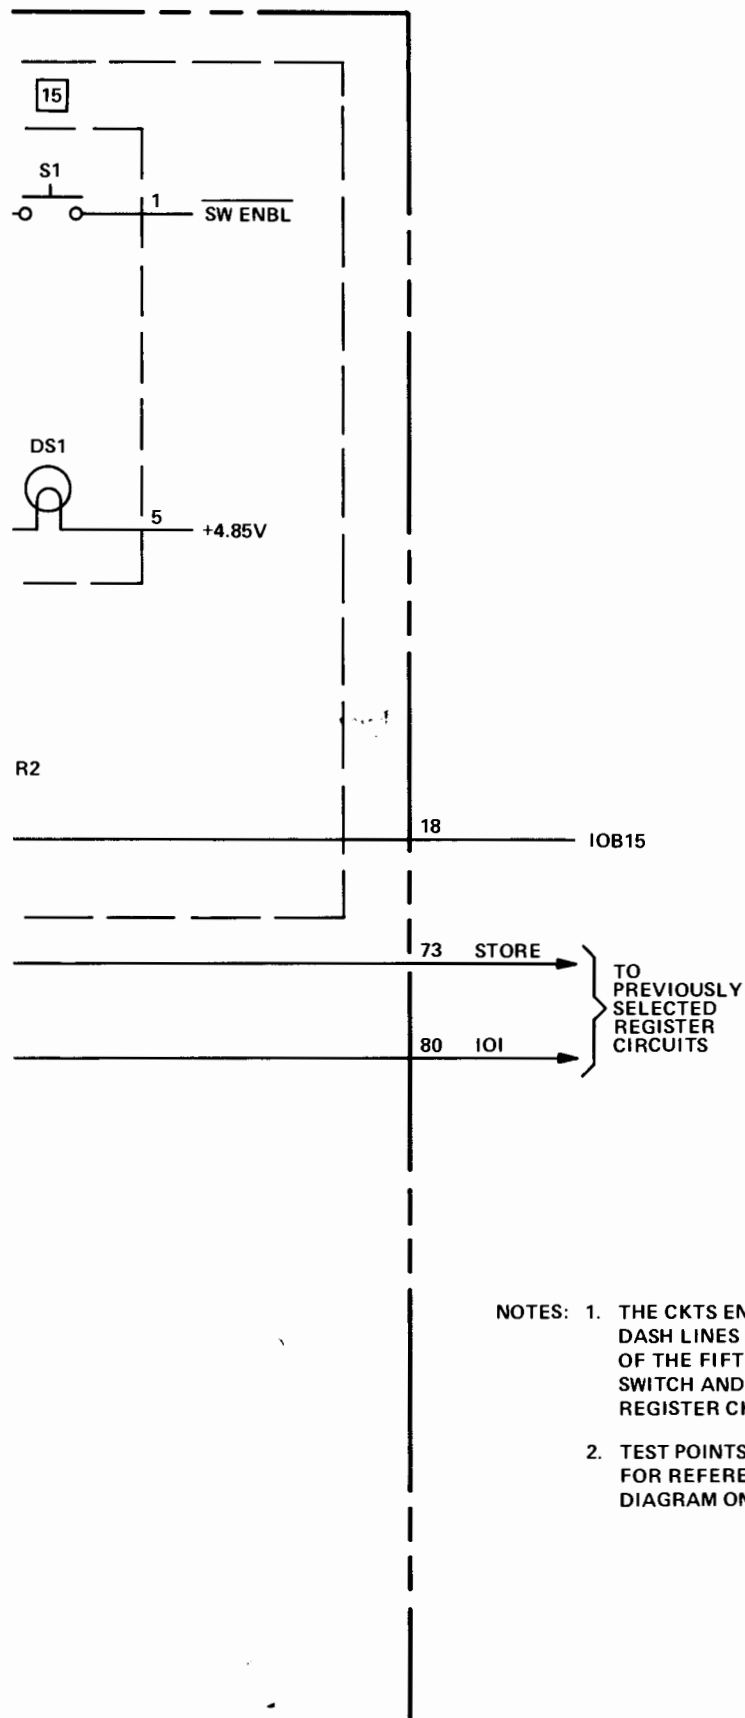 15
S1
1
SW ENBL
DS1
5
+4.85V
R2
18
IOB15
73 STORE
80 IOI
TO
PREVIOUSLY
SELECTED
REGISTER
CIRCUITS
NOTES: 1. THE CKTS EN
DASH LINES
OF THE FIFT
SWITCH AND
REGISTER CI
2. TEST POINTS
FOR REFERE
DIAGRAM ON